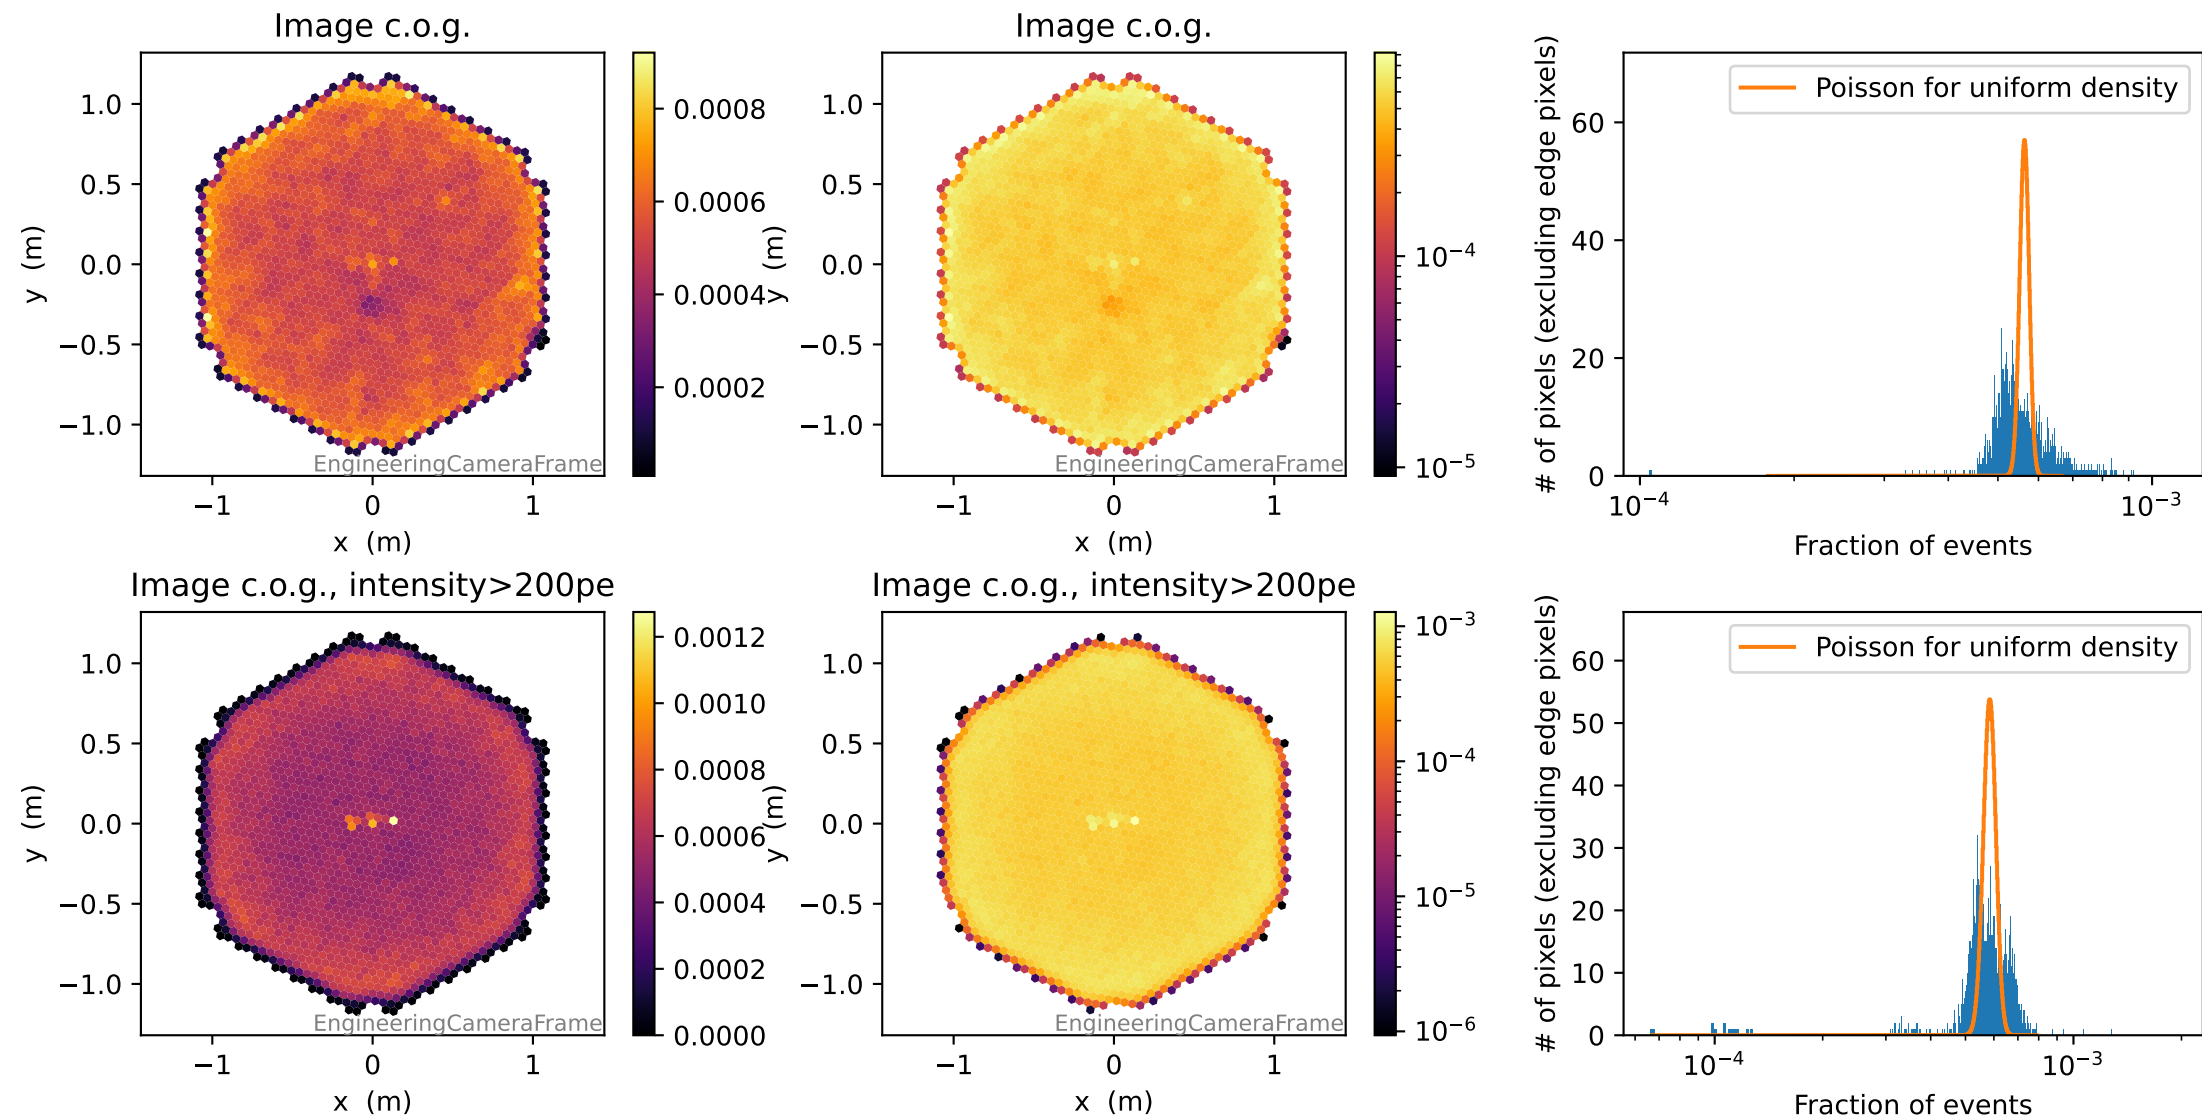 Image c.o.g.
y (m)
1.0
0.5
0.0
−0.5
−1.0
EngineeringCameraFrame
−1
0
1
x (m)
0.0008
0.0006
0.0004
0.0002
Image c.o.g.
y (m)
1.0
0.5
0.0
−0.5
−1.0
EngineeringCameraFrame
−1
0
1
x (m)
10−4
10−5
# of pixels (excluding edge pixels)
60
40
20
0
Poisson for uniform density
10−4
10−3
Fraction of events
Image c.o.g., intensity>200pe
y (m)
1.0
0.5
0.0
−0.5
−1.0
EngineeringCameraFrame
−1
0
1
x (m)
0.0012
0.0010
0.0008
0.0006
0.0004
0.0002
0.0000
Image c.o.g., intensity>200pe
y (m)
1.0
0.5
0.0
−0.5
−1.0
EngineeringCameraFrame
−1
0
1
x (m)
10−3
10−4
10−5
10−6
# of pixels (excluding edge pixels)
60
50
40
30
20
10
0
Poisson for uniform density
10−4
10−3
Fraction of events